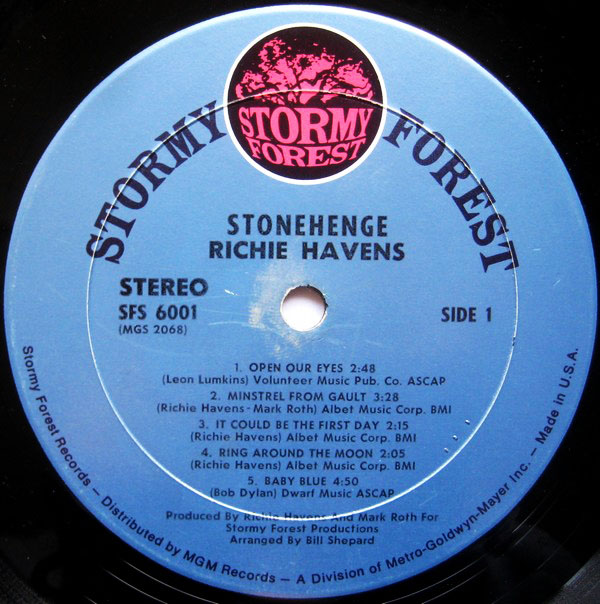 STORMY FOREST
STORMY
FOREST
STONEHENGE
RICHIE HAVENS
STEREO
SFS 6001
(MGS 2068)
SIDE 1
1. OPEN OUR EYES 2:48
(Leon Lumkins) Volunteer Music Pub. Co. ASCAP
2. MINSTREL FROM GAULT 3:28
(Richie Havens - Mark Roth) Albet Music Corp. BMI
3. IT COULD BE THE FIRST DAY 2:15
(Richie Havens) Albet Music Corp. BMI
4. RING AROUND THE MOON 2:05
(Richie Havens) Albet Music Corp. BMI
5. BABY BLUE 4:50
(Bob Dylan) Dwarf Music ASCAP
Produced By Richie Havens And Mark Roth For
Stormy Forest Productions
Arranged By Bill Shepard
Stormy Forest Records – Distributed by MGM Records – A Division of Metro-Goldwyn-Mayer Inc. – Made in U.S.A.